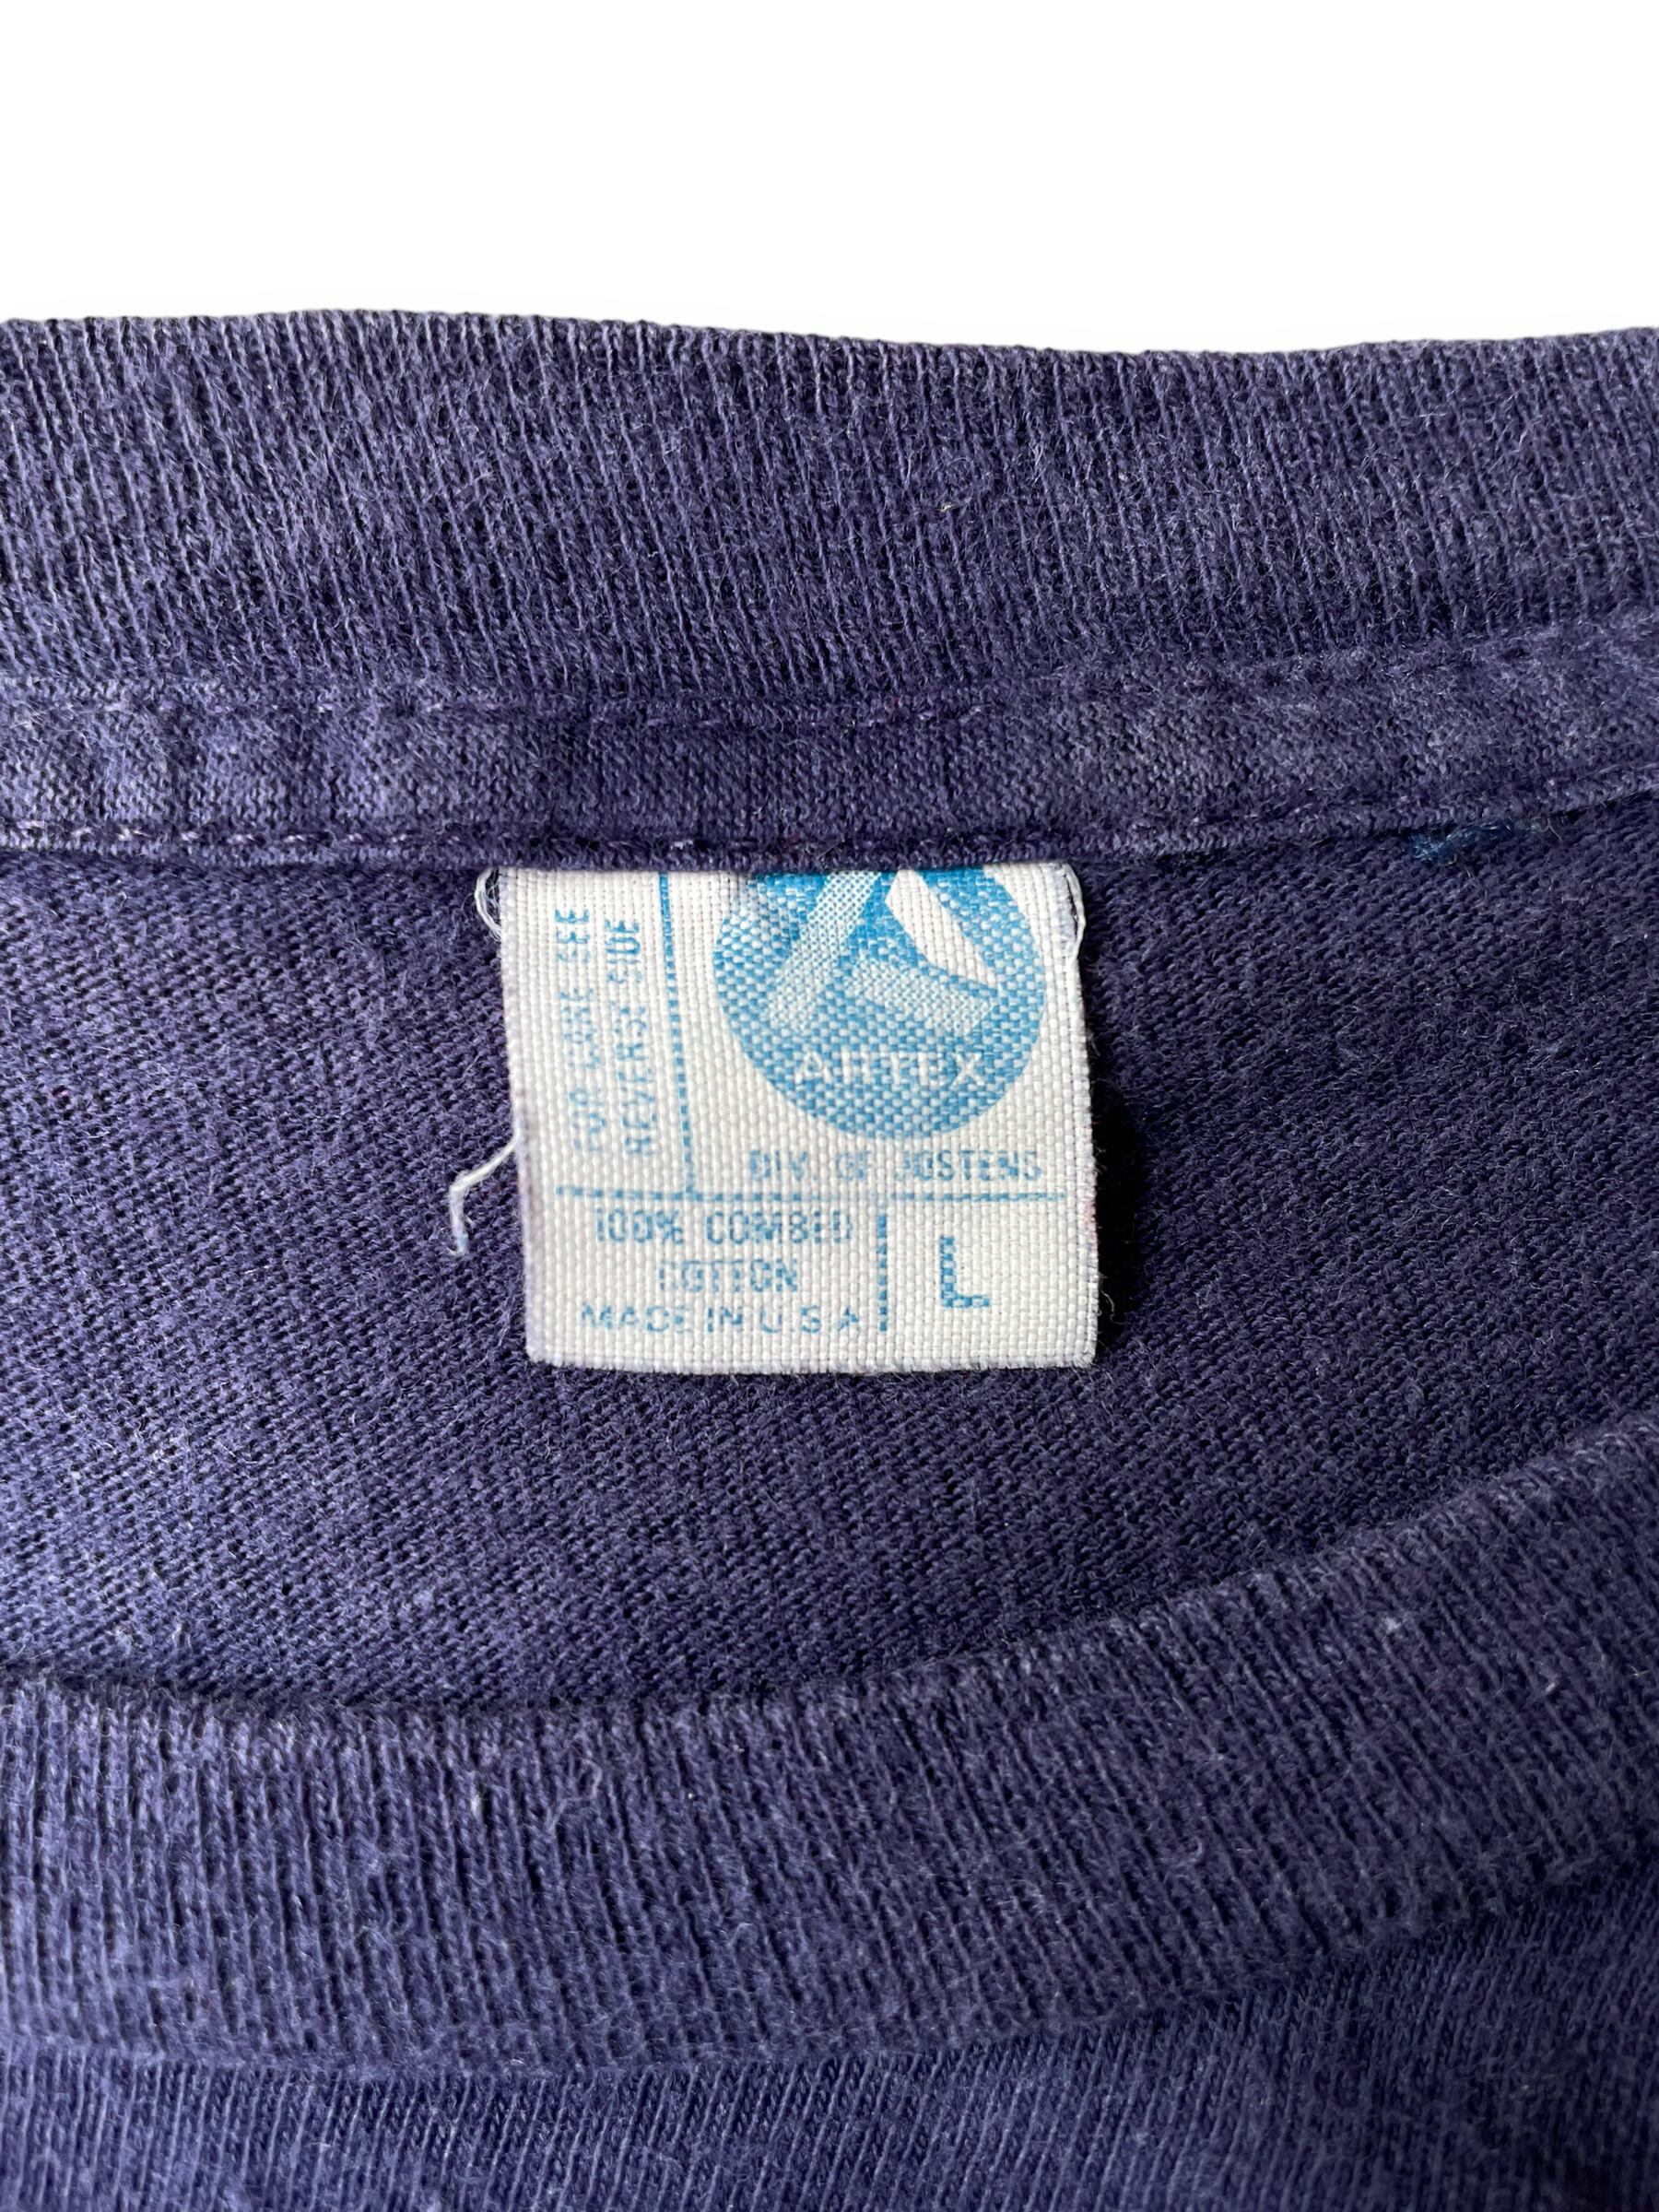 FOR CARE SEE
REVERSE SIDE
ARTEX
DIV. OF JOSTENS
100% COMBED
COTTON
MADE IN U.S.A
L